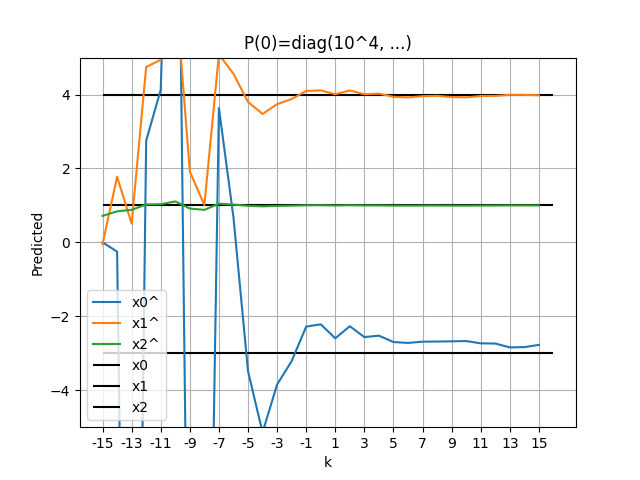 P(0)=diag(10^4, ...)
Predicted
4
2
0
−2
−4
x0^
x1^
x2^
x0
x1
x2
-15 -13 -11 -9 -7 -5 -3 -1 1 3 5 7 9 11 13 15
k